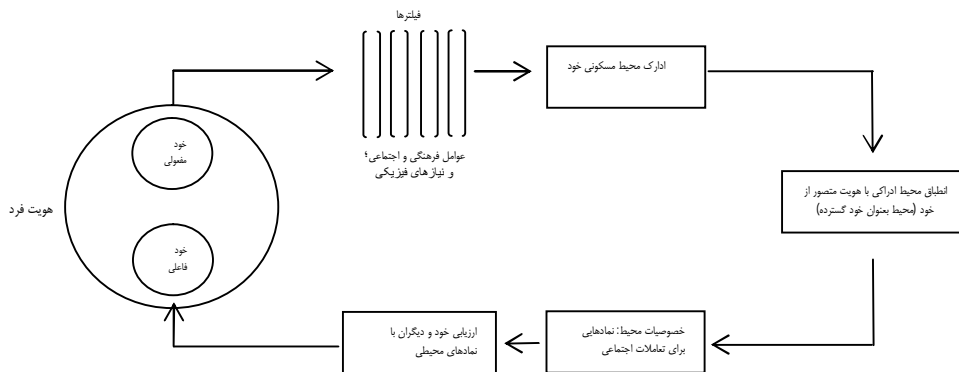 فیلترها
ادارک محیط مسکونی خود
خود
مفعولی
عوامل فرهنگی و اجتماعی؛
و نیازهای فیزیکی
انطباق محیط ادراکی با هویت متصور از
خود (محیط بعنوان خود گسترده)
هویت فرد
خود
فاعلی
خصوصیات محیط: نمادهایی
برای تعاملات اجتماعی
ارزیابی خود و دیگران با
نمادهای محیطی